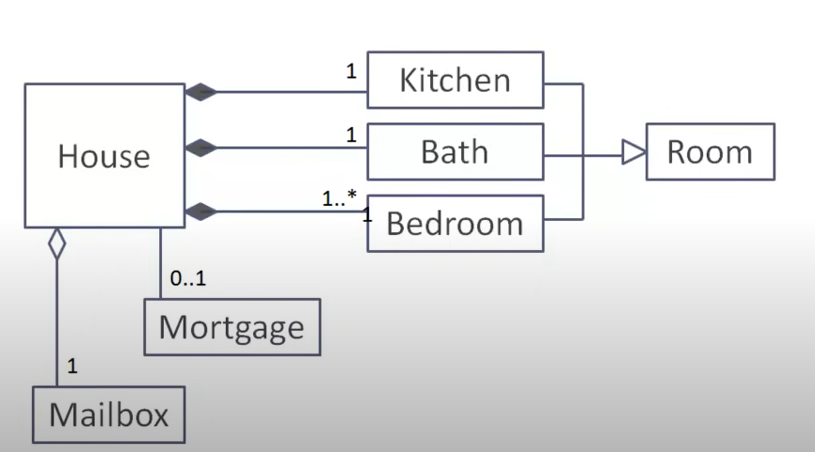 1
Kitchen
House
1
Bath
Room
1..*
1
Bedroom
0..1
Mortgage
1
Mailbox